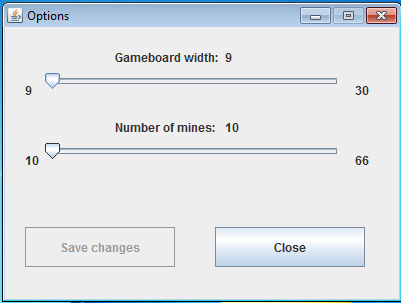 Options
Gameboard width: 9
9 30
Number of mines: 10
10 66
Save changes Close